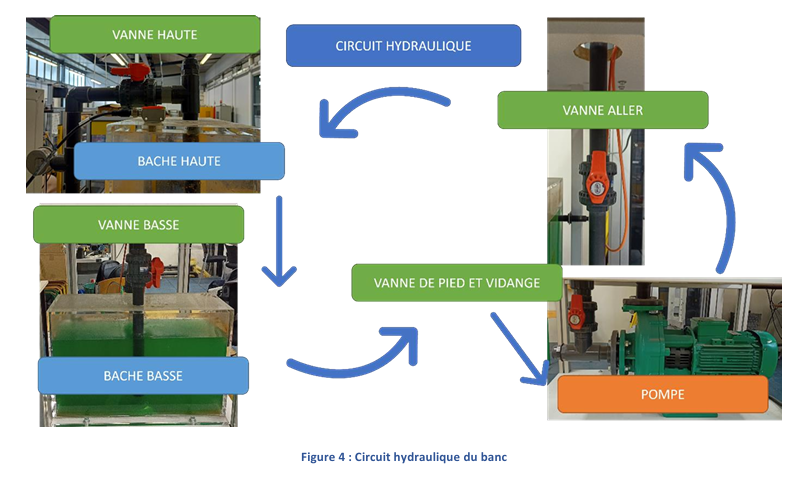 VANNE HAUTE
CIRCUIT HYDRAULIQUE
VANNE ALLER
BACHE HAUTE
VANNE BASSE
VANNE DE PIED ET VIDANGE
BACHE BASSE
POMPE
Figure 4 : Circuit hydraulique du banc